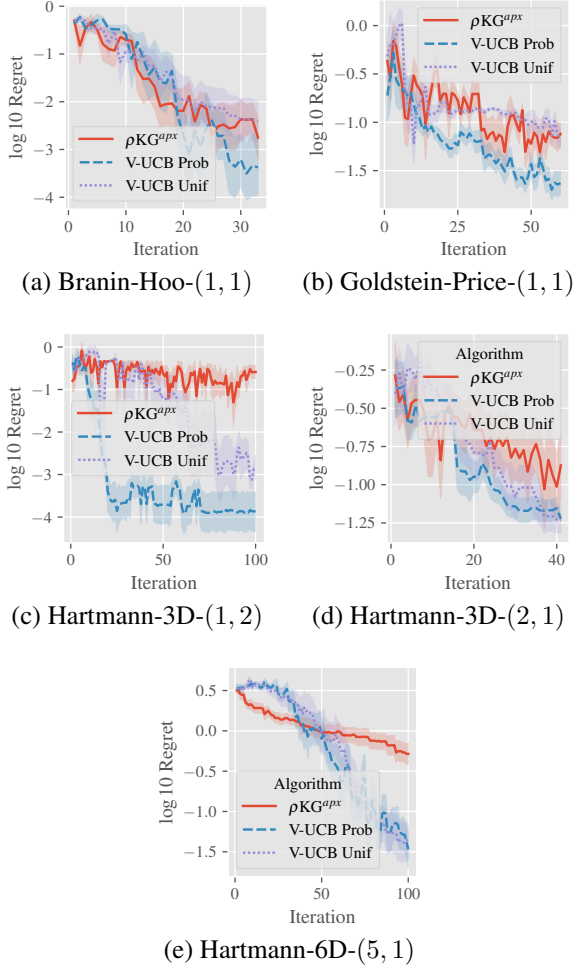 0
−1
−2
−3
−4
log 10 Regret
ρKG^apx
V-UCB Prob
V-UCB Unif
0 10 20 30
Iteration
(a) Branin-Hoo-(1, 1)
0.0
−0.5
−1.0
−1.5
log 10 Regret
ρKG^apx
V-UCB Prob
V-UCB Unif
0 25 50
Iteration
(b) Goldstein-Price-(1, 1)
0
−1
−2
−3
−4
log 10 Regret
ρKG^apx
V-UCB Prob
V-UCB Unif
0 50 100
Iteration
(c) Hartmann-3D-(1, 2)
−0.25
−0.50
−0.75
−1.00
−1.25
log 10 Regret
Algorithm
ρKG^apx
V-UCB Prob
V-UCB Unif
0 20 40
Iteration
(d) Hartmann-3D-(2, 1)
0.5
0.0
−0.5
−1.0
−1.5
log 10 Regret
Algorithm
ρKG^apx
V-UCB Prob
V-UCB Unif
0 50 100
Iteration
(e) Hartmann-6D-(5, 1)